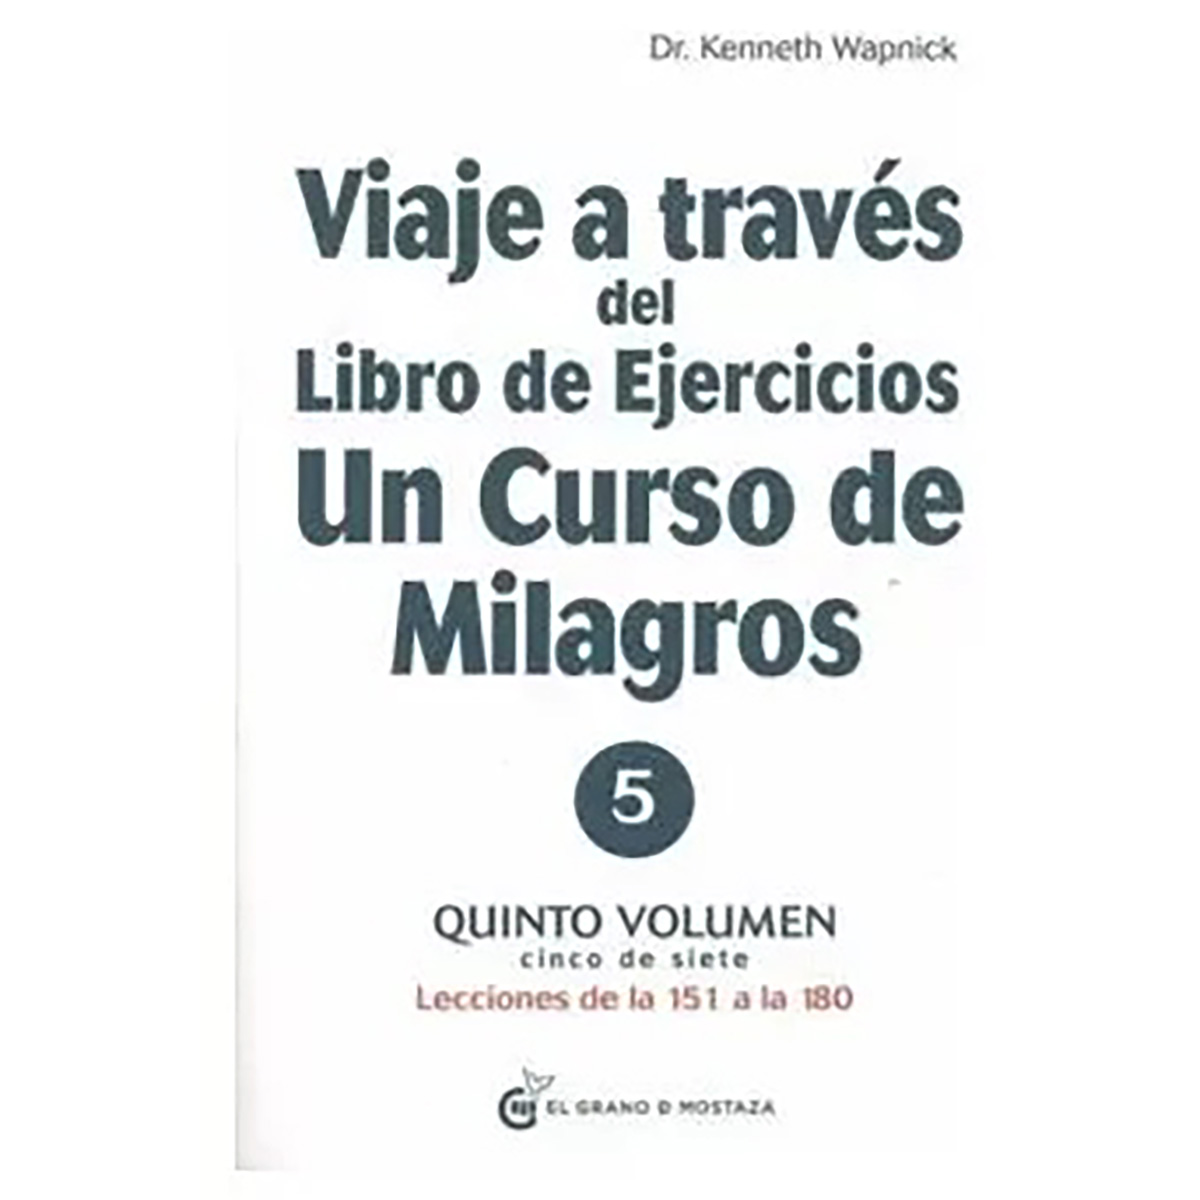 Dr. Kenneth Wapnick
Viaje a través
del
Libro de Ejercicios
Un Curso de
Milagros
5
QUINTO VOLUMEN
cinco de siete
Lecciones de la 151 a la 180
EL GRANO D MOSTAZA